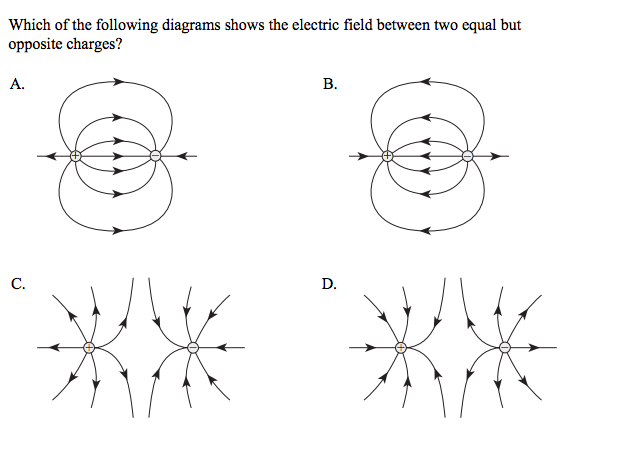 Which of the following diagrams shows the electric field between two equal but
opposite charges?
A.
B.
+
−
+
−
C.
D.
+
−
+
−